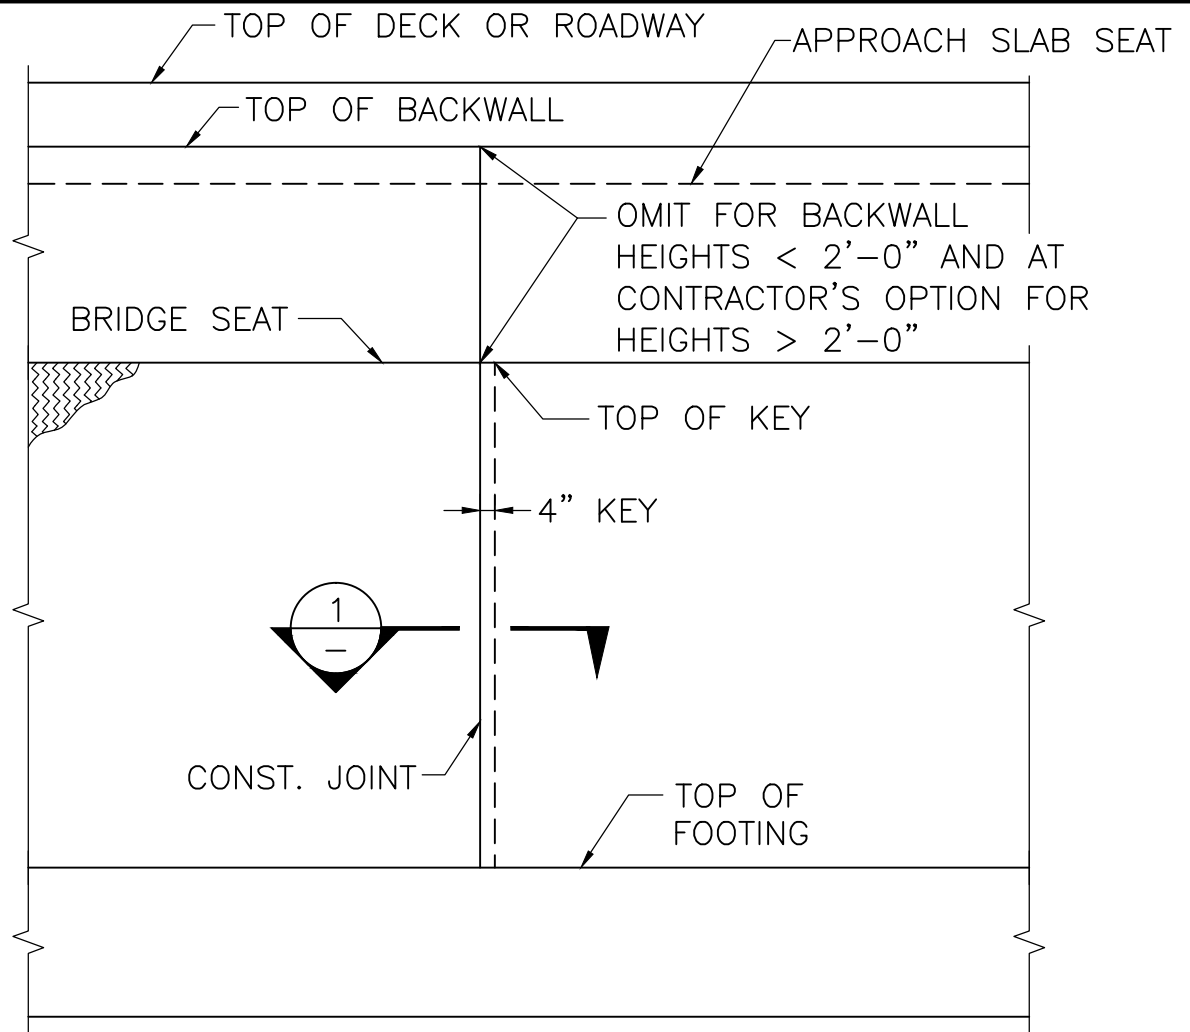 TOP OF DECK OR ROADWAY
APPROACH SLAB SEAT
TOP OF BACKWALL
OMIT FOR BACKWALL
HEIGHTS < 2'-0" AND AT
CONTRACTOR'S OPTION FOR
HEIGHTS > 2'-0"
BRIDGE SEAT
TOP OF KEY
4" KEY
1
–
CONST. JOINT
TOP OF
FOOTING